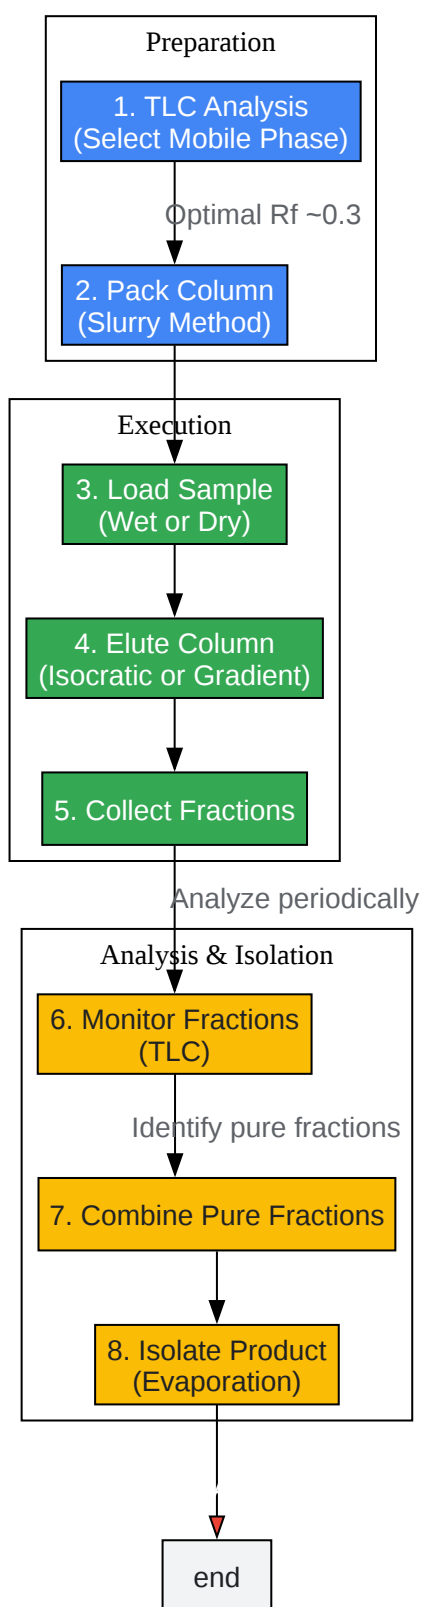 Preparation
1. TLC Analysis
(Select Mobile Phase)
Optimal Rf ~0.3
2. Pack Column
(Slurry Method)
Execution
3. Load Sample
(Wet or Dry)
4. Elute Column
(Isocratic or Gradient)
5. Collect Fractions
Analyze periodically
Analysis & Isolation
6. Monitor Fractions
(TLC)
Identify pure fractions
7. Combine Pure Fractions
8. Isolate Product
(Evaporation)
end